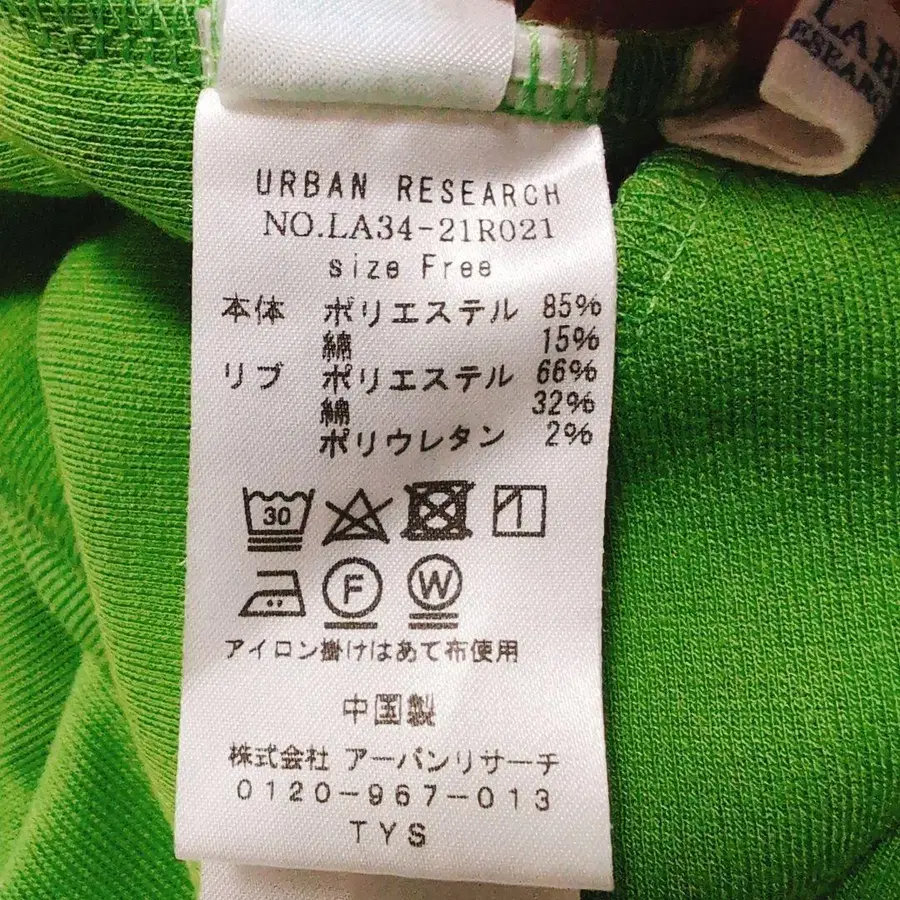 LAB
RESEARC
URBAN RESEARCH
NO.LA34-21R021
size Free
本体 ポリエステル 85%
綿 15%
リブ ポリエステル 66%
綿 32%
ポリウレタン 2%
30
F W
アイロン掛けはあて布使用
中国製
株式会社 アーバンリサーチ
0120-967-013
TYS